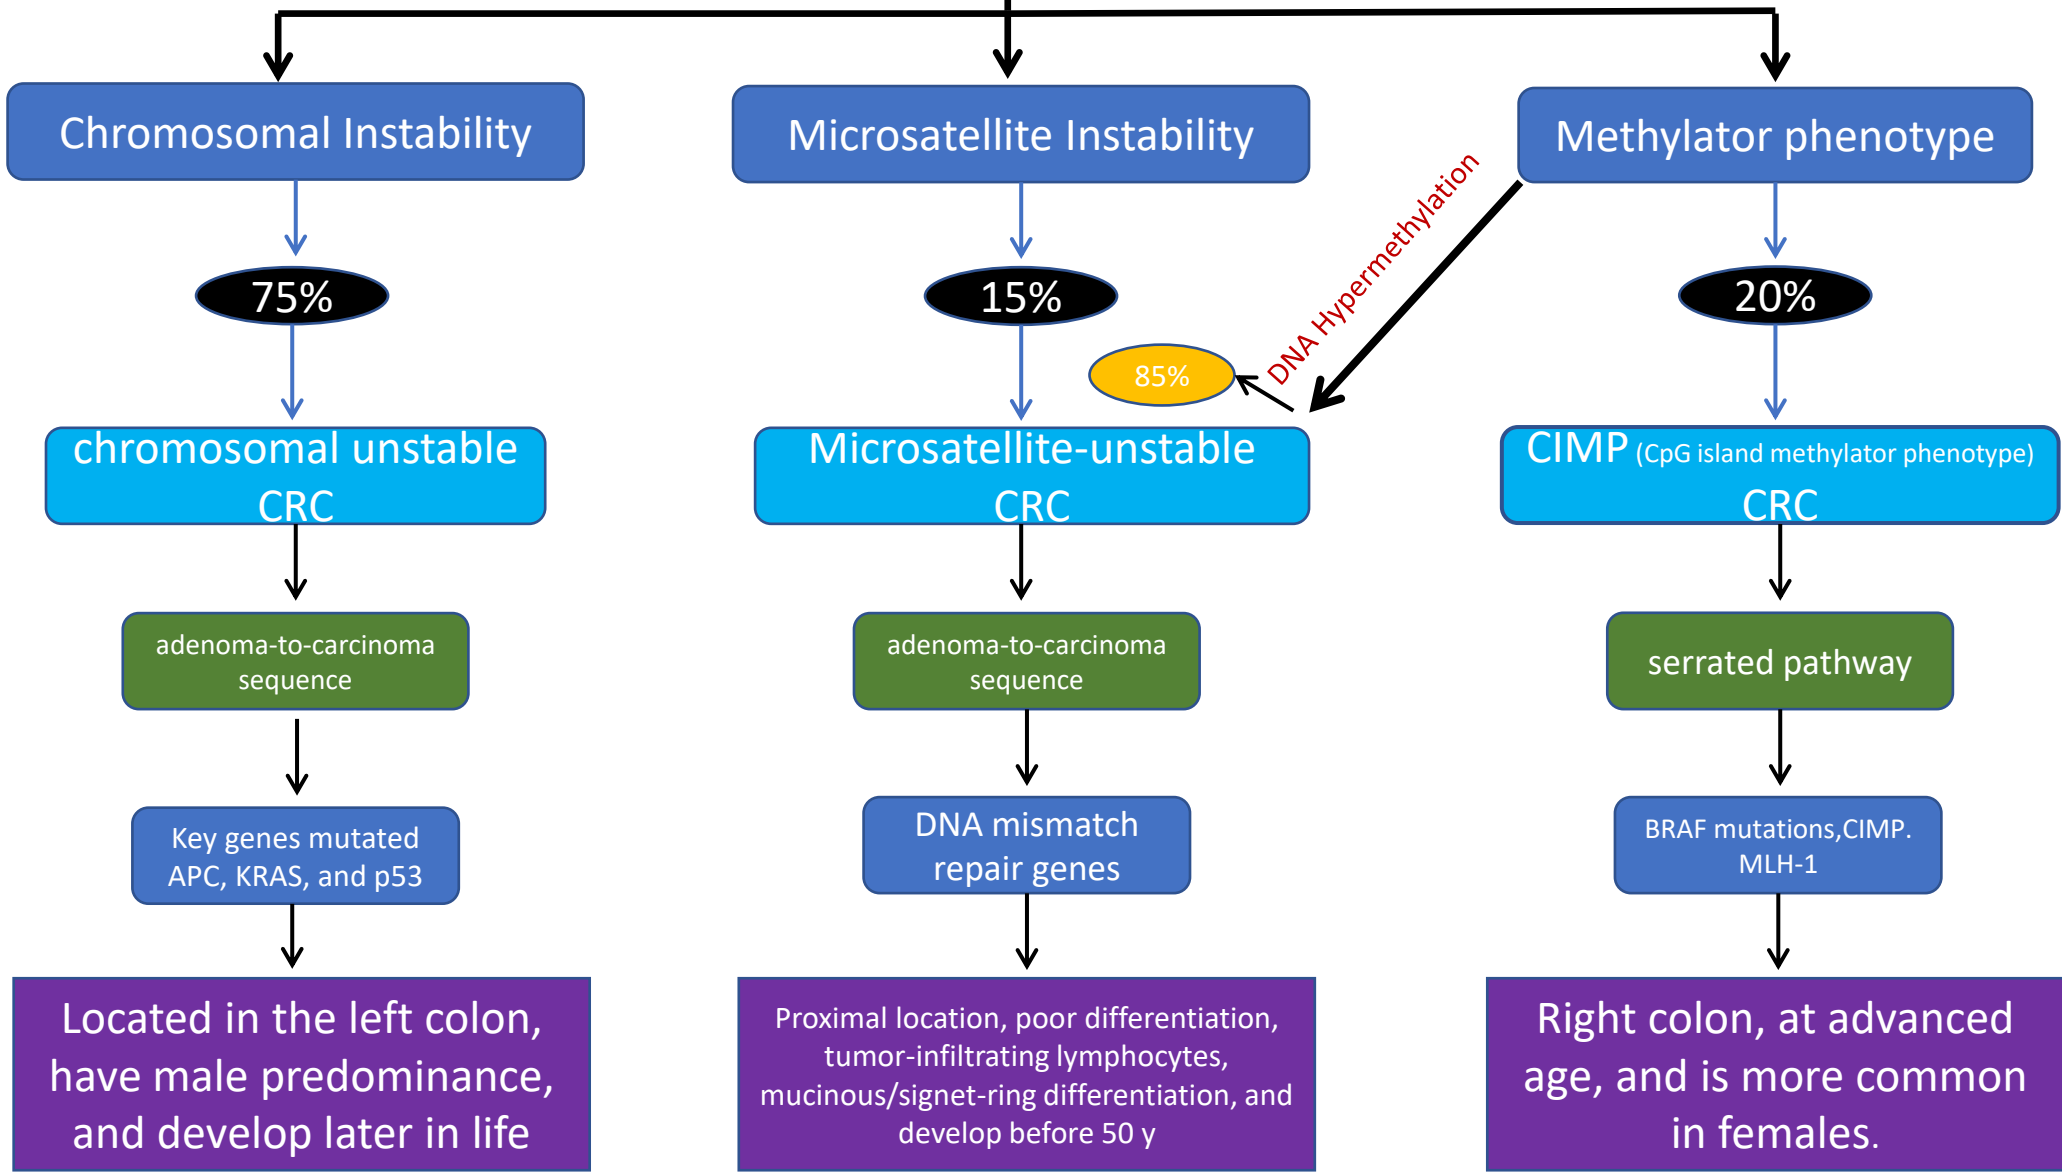 Chromosomal Instability
Microsatellite Instability
Methylator phenotype
DNA Hypermethylation
75%
15%
20%
85%
chromosomal unstable
CRC
Microsatellite-unstable
CRC
CIMP (CpG island methylator phenotype)
CRC
adenoma-to-carcinoma
sequence
adenoma-to-carcinoma
sequence
serrated pathway
Key genes mutated
APC, KRAS, and p53
DNA mismatch
repair genes
BRAF mutations,CIMP.
MLH-1
Located in the left colon,
have male predominance,
and develop later in life
Proximal location, poor differentiation,
tumor-infiltrating lymphocytes,
mucinous/signet-ring differentiation, and
develop before 50 y
Right colon, at advanced
age, and is more common
in females.